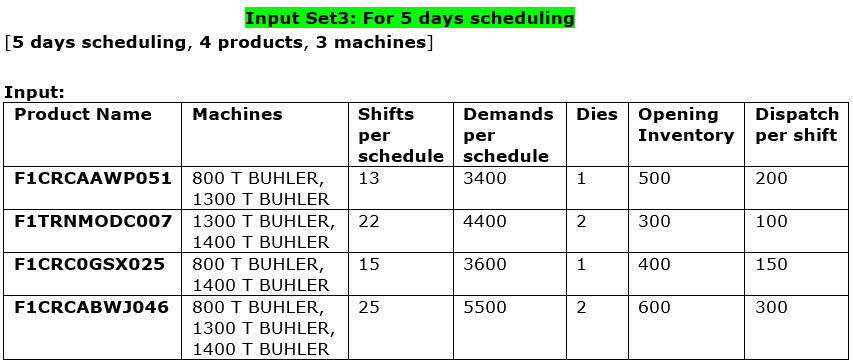 Input Set3: For 5 days scheduling
[5 days scheduling, 4 products, 3 machines]
Input:
Product Name Machines Shifts per schedule Demands per schedule Dies Opening Inventory Dispatch per shift
F1CRCAAWP051 800 T BUHLER, 1300 T BUHLER 13 3400 1 500 200
F1TRNMODC007 1300 T BUHLER, 1400 T BUHLER 22 4400 2 300 100
F1CRC0GSX025 800 T BUHLER, 1400 T BUHLER 15 3600 1 400 150
F1CRCABWJ046 800 T BUHLER, 1300 T BUHLER, 1400 T BUHLER 25 5500 2 600 300